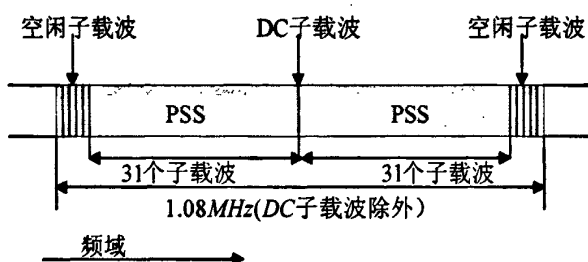 空闲子载波 DC子载波 空闲子载波
PSS PSS
31个子载波 31个子载波
1.08MHz(DC子载波除外)
频域